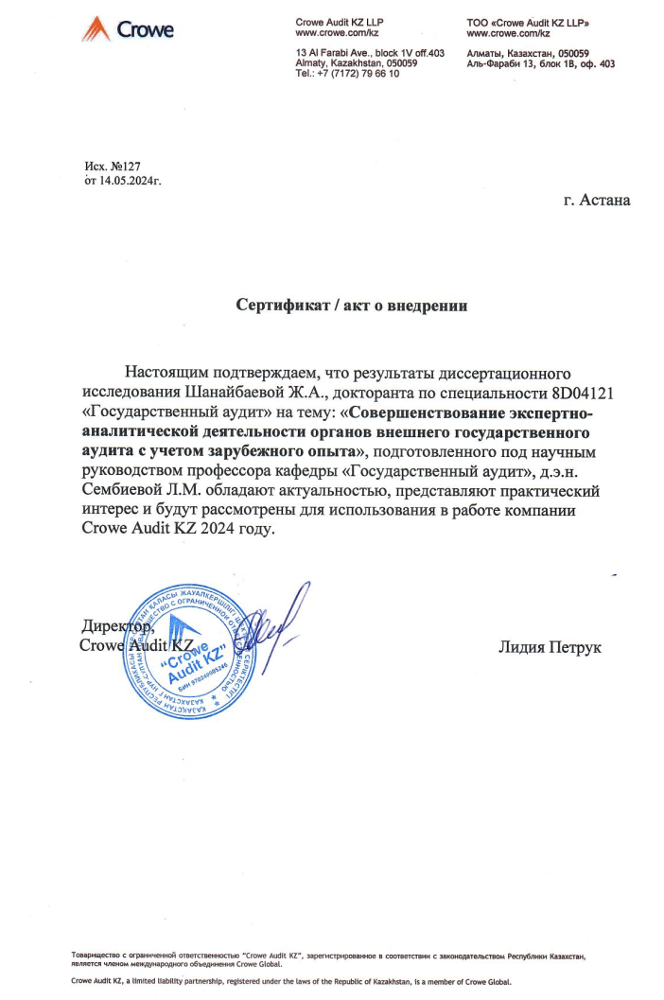 Crowe
Crowe Audit KZ LLP
www.crowe.com/kz
13 Al Farabi Ave., block 1V off.403
Almaty, Kazakhstan, 050059
Tel.: +7 (7172) 79 66 10
ТОО «Crowe Audit KZ LLP»
www.crowe.com/kz
Алматы, Казахстан, 050059
Аль-Фараби 13, блок 1В, оф. 403
Исх. №127
от 14.05.2024г.
г. Астана
Сертификат / акт о внедрении
Настоящим подтверждаем, что результаты диссертационного
исследования Шанайбаевой Ж.А., докторанта по специальности 8D04121
«Государственный аудит» на тему: «Совершенствование экспертно-
аналитической деятельности органов внешнего государственного
аудита с учетом зарубежного опыта», подготовленного под научным
руководством профессора кафедры «Государственный аудит», д.э.н.
Сембиевой Л.М. обладают актуальностью, представляют практический
интерес и будут рассмотрены для использования в работе компании
Crowe Audit KZ 2024 году.
Директор,
Crowe Audit KZ
Лидия Петрук
"Crowe
Audit KZ"
Товарищество с ограниченной ответственностью "Crowe Audit KZ", зарегистрированное в соответствии с законодательством Республики Казахстан,
является членом международного объединения Crowe Global.
Crowe Audit KZ, a limited liability partnership, registered under the laws of the Republic of Kazakhstan, is a member of Crowe Global.